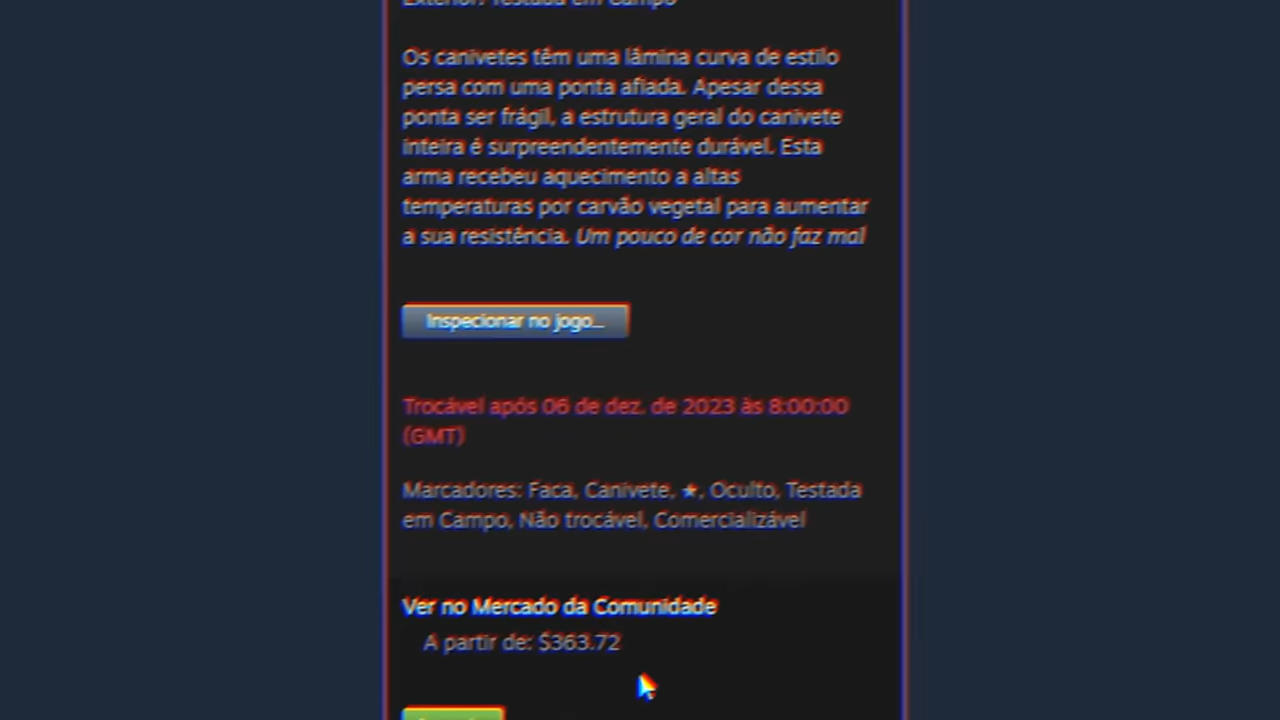 Exterior: Testada em Campo
Os canivetes têm uma lâmina curva de estilo
persa com uma ponta afiada. Apesar dessa
ponta ser frágil, a estrutura geral do canivete
inteira é surpreendentemente durável. Esta
arma recebeu aquecimento a altas
temperaturas por carvão vegetal para aumentar
a sua resistência. Um pouco de cor não faz mal
Inspecionar no jogo...
Trocável após 06 de dez. de 2023 às 8:00:00
(GMT)
Marcadores: Faca, Canivete, ★, Oculto, Testada
em Campo, Não trocável, Comercializável
Ver no Mercado da Comunidade
A partir de: $363.72